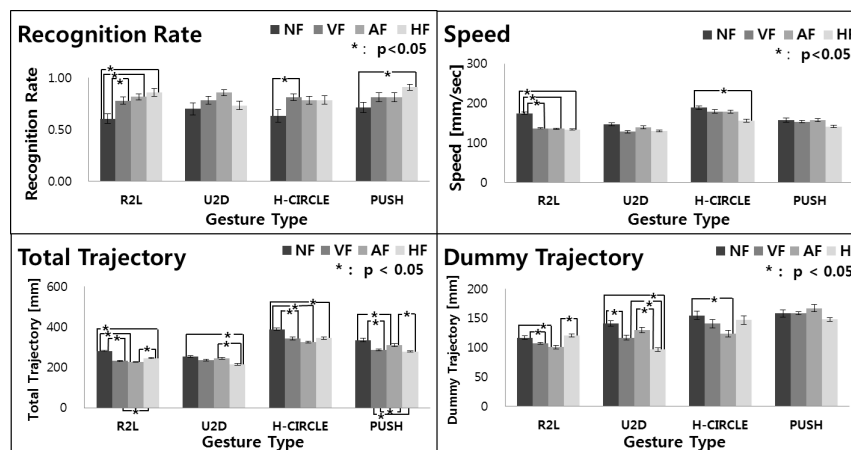 Recognition Rate
NF VF AF HF
* : p<0.05
Recognition Rate
1.00
0.50
0.00
* * * * *
R2L U2D H-CIRCLE PUSH
Gesture Type
Speed
NF VF AF HF
* : p<0.05
Speed [mm/sec]
300
200
100
0
* * * *
R2L U2D H-CIRCLE PUSH
Gesture Type
Total Trajectory
NF VF AF HF
* : p < 0.05
Total Trajectory [mm]
600
400
200
0
R2L U2D H-CIRCLE PUSH
Gesture Type
Dummy Trajectory
NF VF AF HF
* : p < 0.05
Dummy Trajectory [mm]
200
150
100
50
0
R2L U2D H-CIRCLE PUSH
Gesture Type